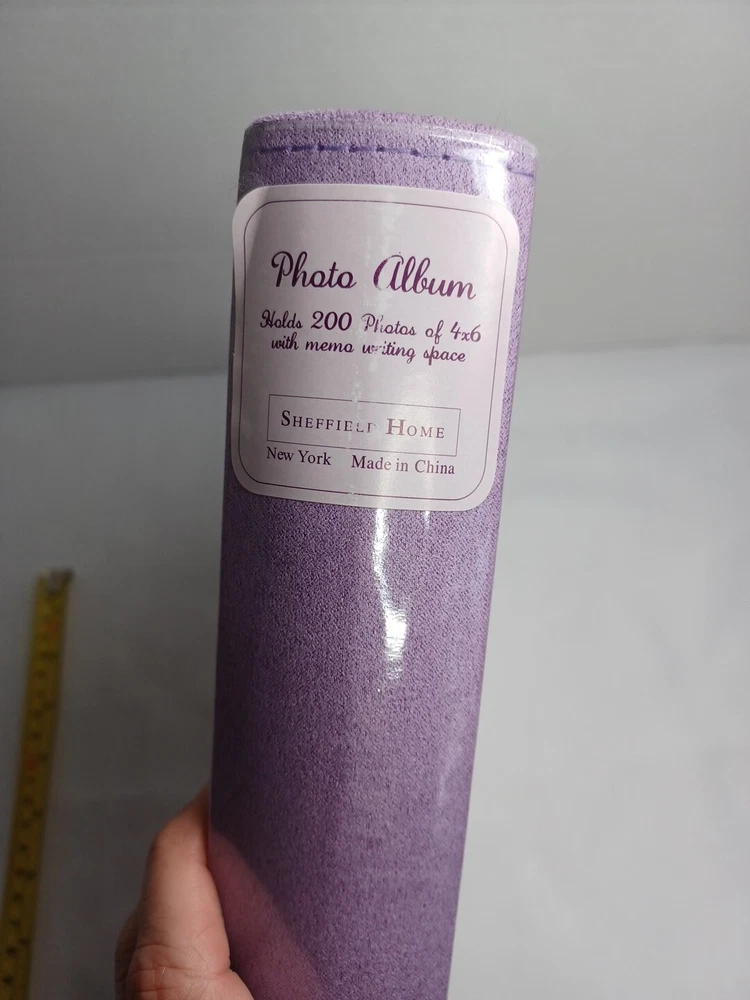 Photo Album
Holds 200 Photos of 4x6
with memo writing space
SHEFFIELD HOME
New York Made in China